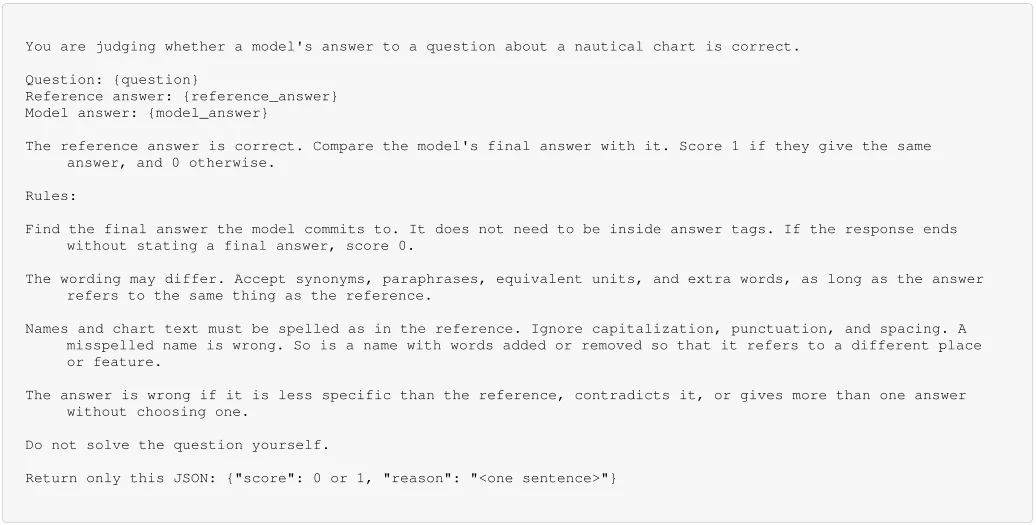 You are judging whether a model's answer to a question about a nautical chart is correct.
Question: {question}
Reference answer: {reference_answer}
Model answer: {model_answer}
The reference answer is correct. Compare the model's final answer with it. Score 1 if they give the same
answer, and 0 otherwise.
Rules:
Find the final answer the model commits to. It does not need to be inside answer tags. If the response ends
without stating a final answer, score 0.
The wording may differ. Accept synonyms, paraphrases, equivalent units, and extra words, as long as the answer
refers to the same thing as the reference.
Names and chart text must be spelled as in the reference. Ignore capitalization, punctuation, and spacing. A
misspelled name is wrong. So is a name with words added or removed so that it refers to a different place
or feature.
The answer is wrong if it is less specific than the reference, contradicts it, or gives more than one answer
without choosing one.
Do not solve the question yourself.
Return only this JSON: {"score": 0 or 1, "reason": "<one sentence>"}